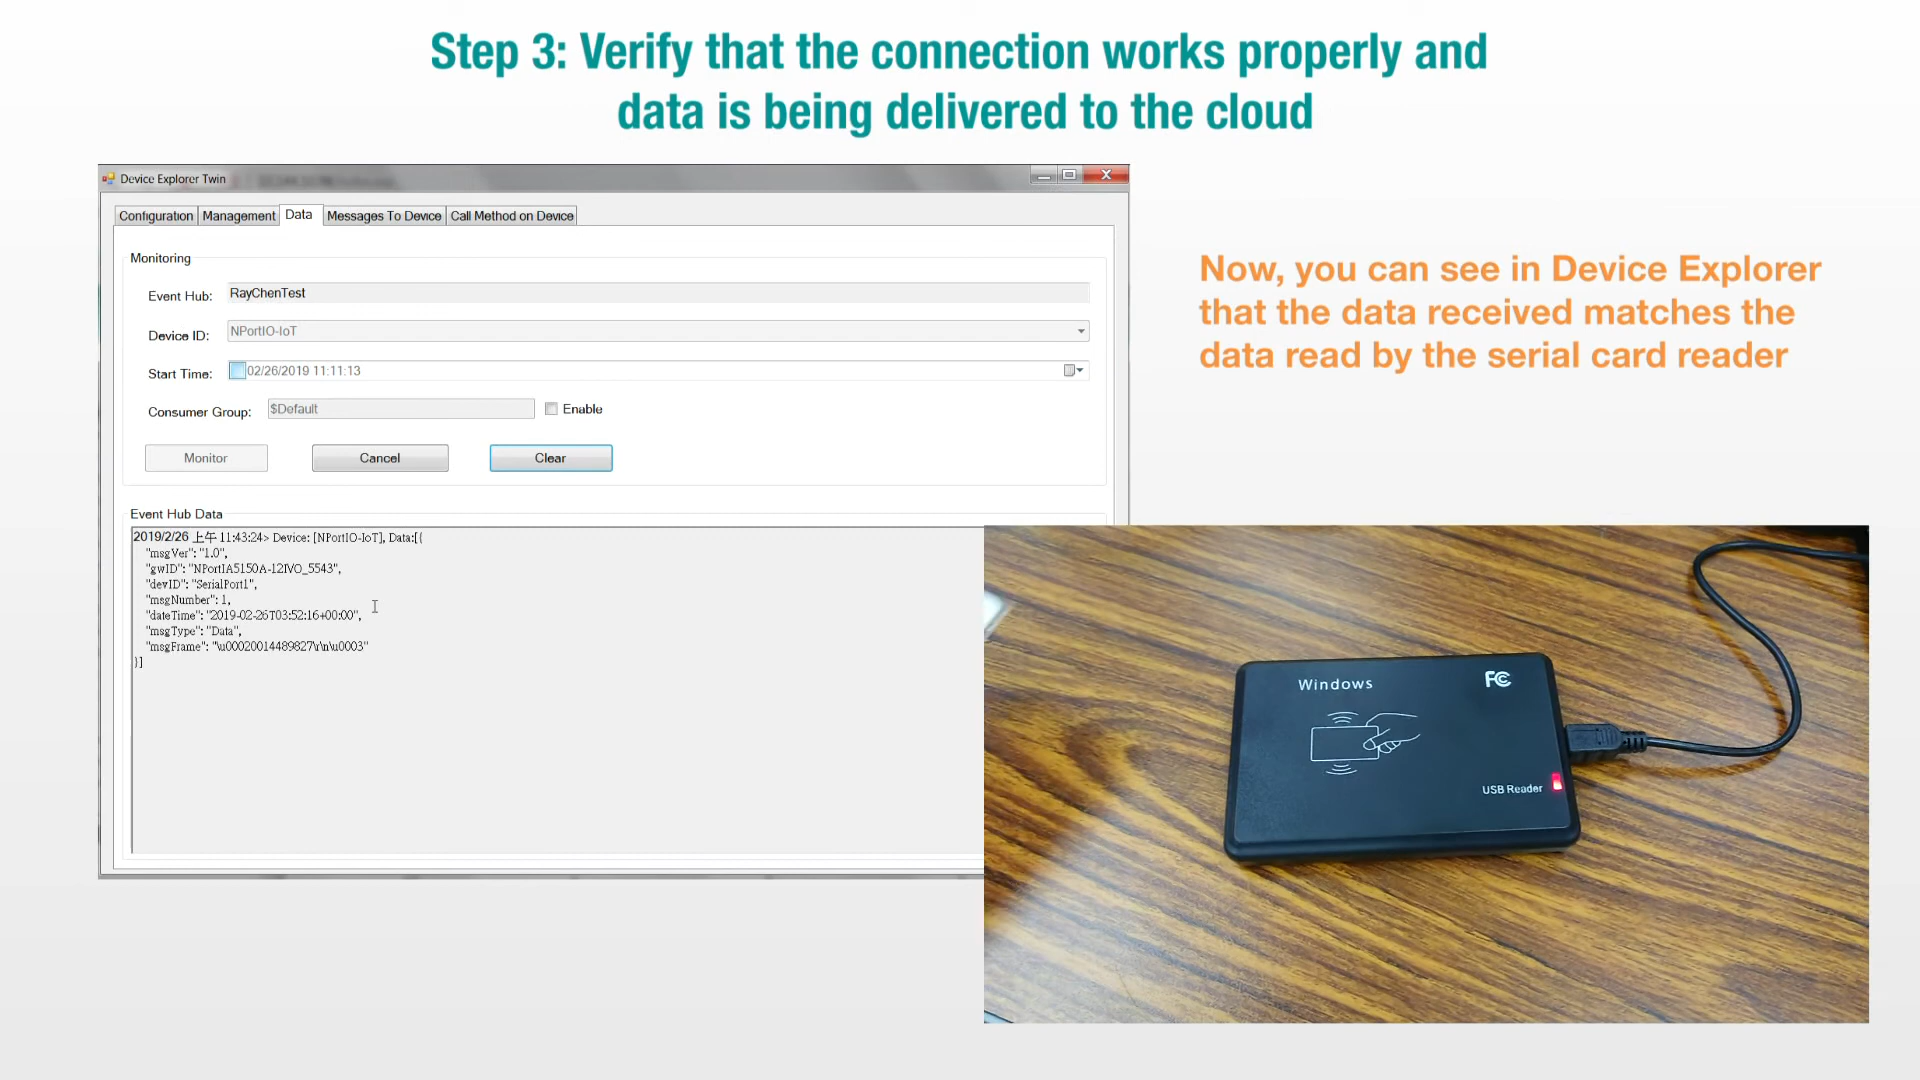 Step 3: Verify that the connection works properly and
data is being delivered to the cloud
Device Explorer Twin
Configuration Management Data Messages To Device Call Method on Device
Monitoring
Event Hub: RayChenTest
Device ID: NPortIO-IoT
Start Time: 02/26/2019 11:11:13
Consumer Group: $Default Enable
Monitor Cancel Clear
Event Hub Data
2019/2/26 上午 11:43:24> Device: [NPortIO-IoT], Data:[{
"msgVer": "1.0",
"gwID": "NPortIA5150A-12IVO_5543",
"devID": "SerialPort1",
"msgNumber": 1,
"dateTime": "2019-02-26T03:52:16+00:00",
"msgType": "Data",
"msgFrame": "\u00020014489827\r\n\u0003"
}]
Now, you can see in Device Explorer
that the data received matches the
data read by the serial card reader
Windows
FC
USB Reader